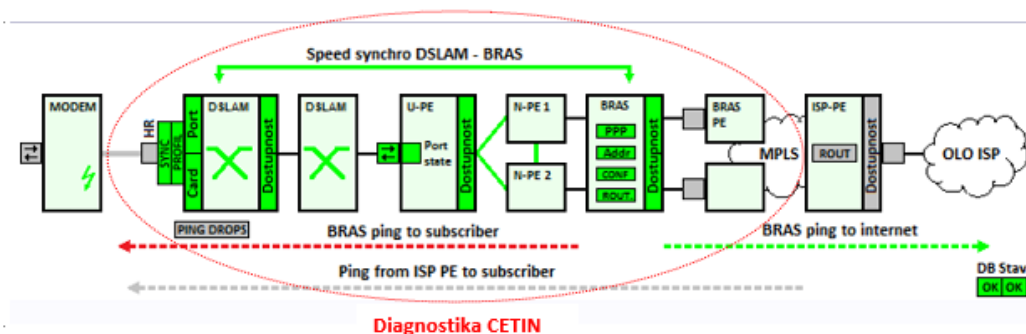 Speed synchro DSLAM - BRAS
MODEM
HR
SYNC
PROFIL
Port
Card
DSLAM
Dostupnost
DSLAM
U-PE
Port
state
Dostupnost
N-PE 1
N-PE 2
BRAS
PPP
Addr
CONF
ROUT
Dostupnost
BRAS
PE
MPLS
ISP-PE
ROUT
Dostupnost
OLO ISP
PING DROPS
BRAS ping to subscriber
BRAS ping to internet
Ping from ISP PE to subscriber
DB Stav
OK OK
Diagnostika CETIN